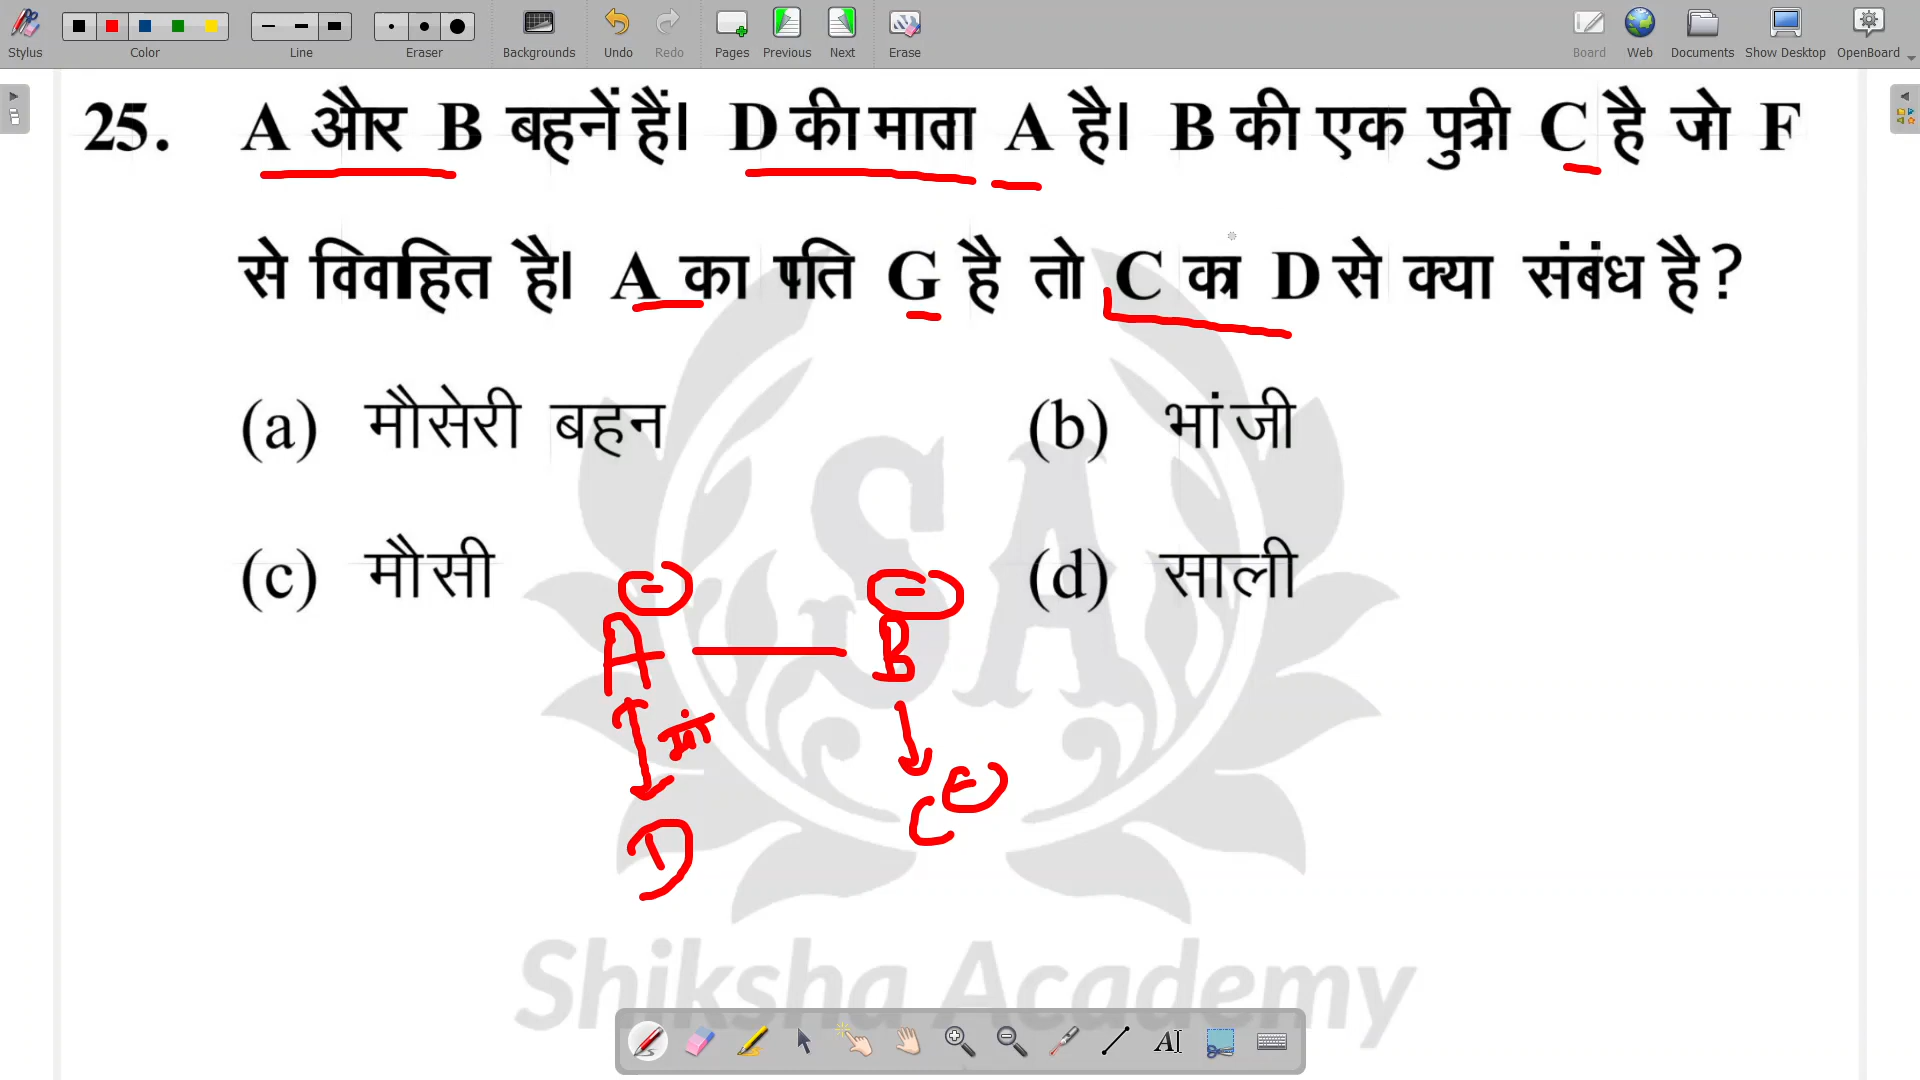 Stylus Color Line Eraser Backgrounds Undo Redo Pages Previous Next Erase Board Web Documents Show Desktop OpenBoard
25. A और B बहनें हैं। D की माता A है। B की एक पुत्री C है जो F
से विवाहित है। A का पति G है तो C का D से क्या संबंध है?
(a) मौसेरी बहन (b) भांजी
(c) मौसी (d) साली
A B
माँ
C
D
SA
Shiksha Academy